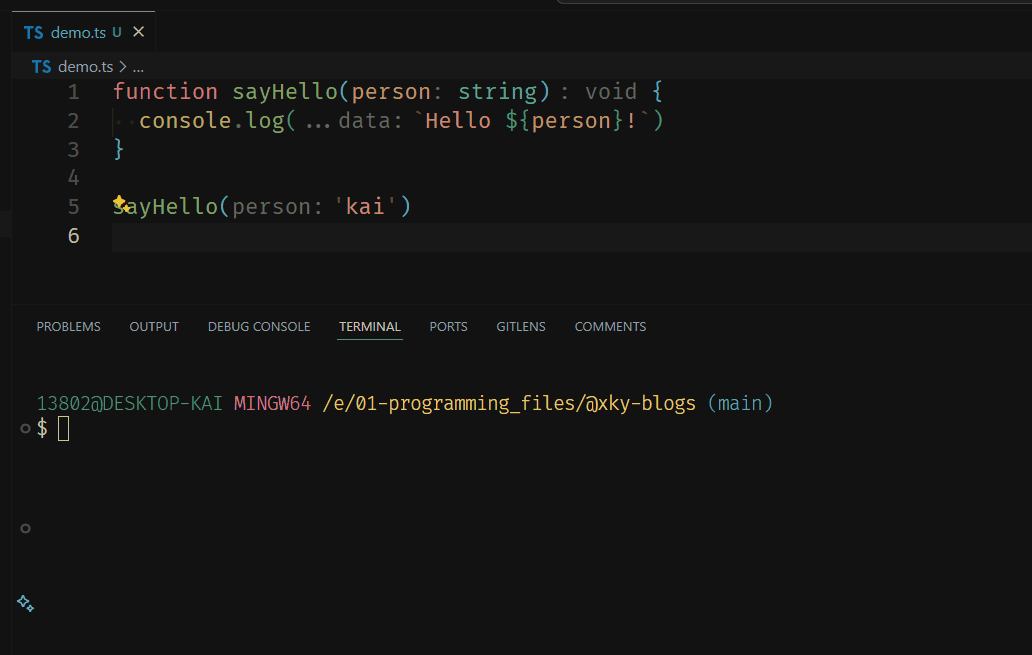 TS demo.ts U ×
TS demo.ts > ...
1 function sayHello(person: string): void {
2 ··console.log(...data: `Hello ${person}!`)
3 }
4
5 sayHello(person: 'kai')
6
PROBLEMS OUTPUT DEBUG CONSOLE TERMINAL PORTS GITLENS COMMENTS
13802@DESKTOP-KAI MINGW64 /e/01-programming_files/@xky-blogs (main)
$